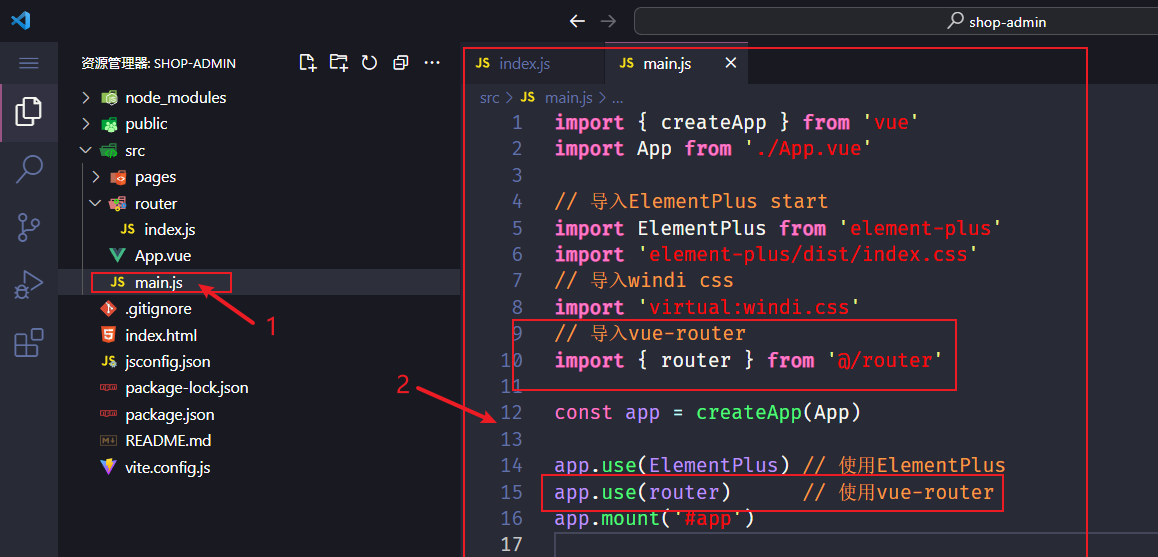 shop-admin
资源管理器: SHOP-ADMIN
node_modules
public
src
pages
router
JS index.js
App.vue
JS main.js
.gitignore
index.html
jsconfig.json
package-lock.json
package.json
README.md
vite.config.js
1
2
JS index.js
JS main.js ×
src > JS main.js > ...
1 import { createApp } from 'vue'
2 import App from './App.vue'
3
4 // 导入ElementPlus start
5 import ElementPlus from 'element-plus'
6 import 'element-plus/dist/index.css'
7 // 导入windi css
8 import 'virtual:windi.css'
9 // 导入vue-router
10 import { router } from '@/router'
11
12 const app = createApp(App)
13
14 app.use(ElementPlus) // 使用ElementPlus
15 app.use(router) // 使用vue-router
16 app.mount('#app')
17